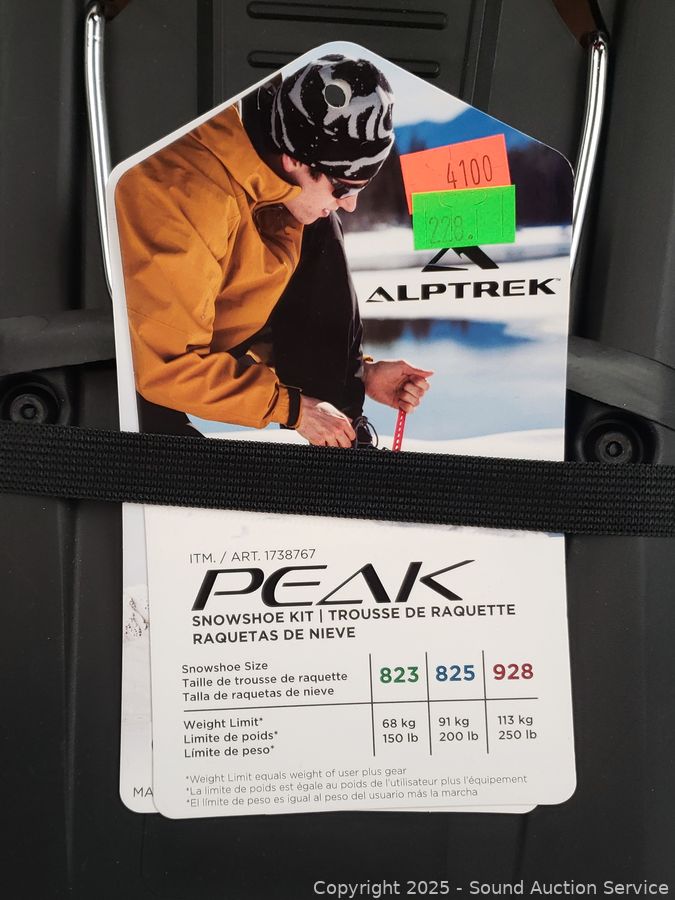 4100
228.
ALPTREK
ITM. / ART. 1738767
PEAK
SNOWSHOE KIT | TROUSSE DE RAQUETTE
RAQUETAS DE NIEVE
Snowshoe Size
Taille de trousse de raquette
Talla de raquetas de nieve
823 825 928
Weight Limit*
Limite de poids*
Límite de peso*
68 kg 91 kg 113 kg
150 lb 200 lb 250 lb
*Weight Limit equals weight of user plus gear
*La limite de poids est égale au poids de l'utilisateur plus l'équipement
*El límite de peso es igual al peso del usuario más la marcha
MA
Copyright 2025 - Sound Auction Service